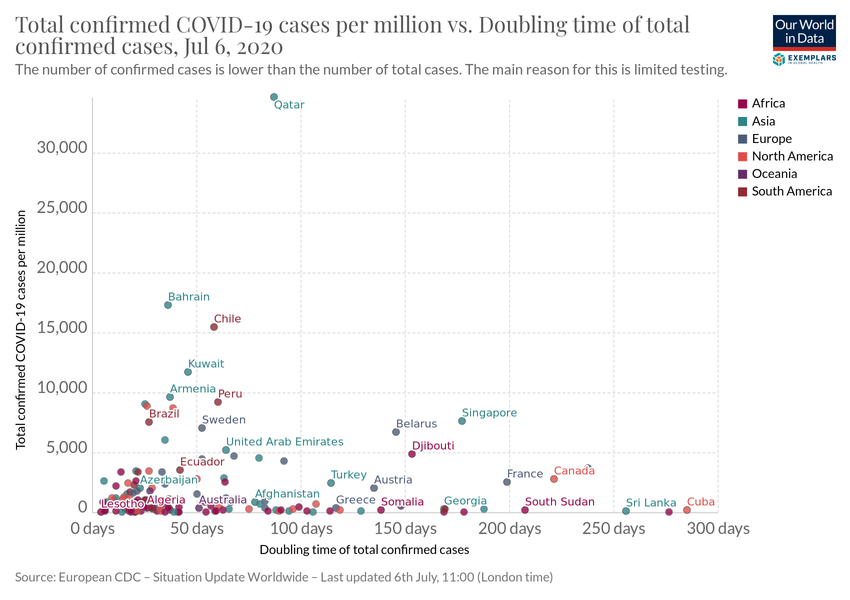 Total confirmed COVID-19 cases per million vs. Doubling time of total
confirmed cases, Jul 6, 2020
The number of confirmed cases is lower than the number of total cases. The main reason for this is limited testing.
Our World
in Data
EXEMPLARS
IN GLOBAL HEALTH
Africa
Asia
Europe
North America
Oceania
South America
Total confirmed COVID-19 cases per million
30,000
25,000
20,000
15,000
10,000
5,000
0
Qatar
Bahrain
Chile
Kuwait
Armenia
Peru
Brazil
Sweden
Belarus
Singapore
United Arab Emirates
Djibouti
Ecuador
Azerbaijan
Turkey
Austria
France
Canada
Lesotho
Algeria
Australia
Afghanistan
Greece
Somalia
Georgia
South Sudan
Sri Lanka
Cuba
0 days
50 days
100 days
150 days
200 days
250 days
300 days
Doubling time of total confirmed cases
Source: European CDC – Situation Update Worldwide – Last updated 6th July, 11:00 (London time)